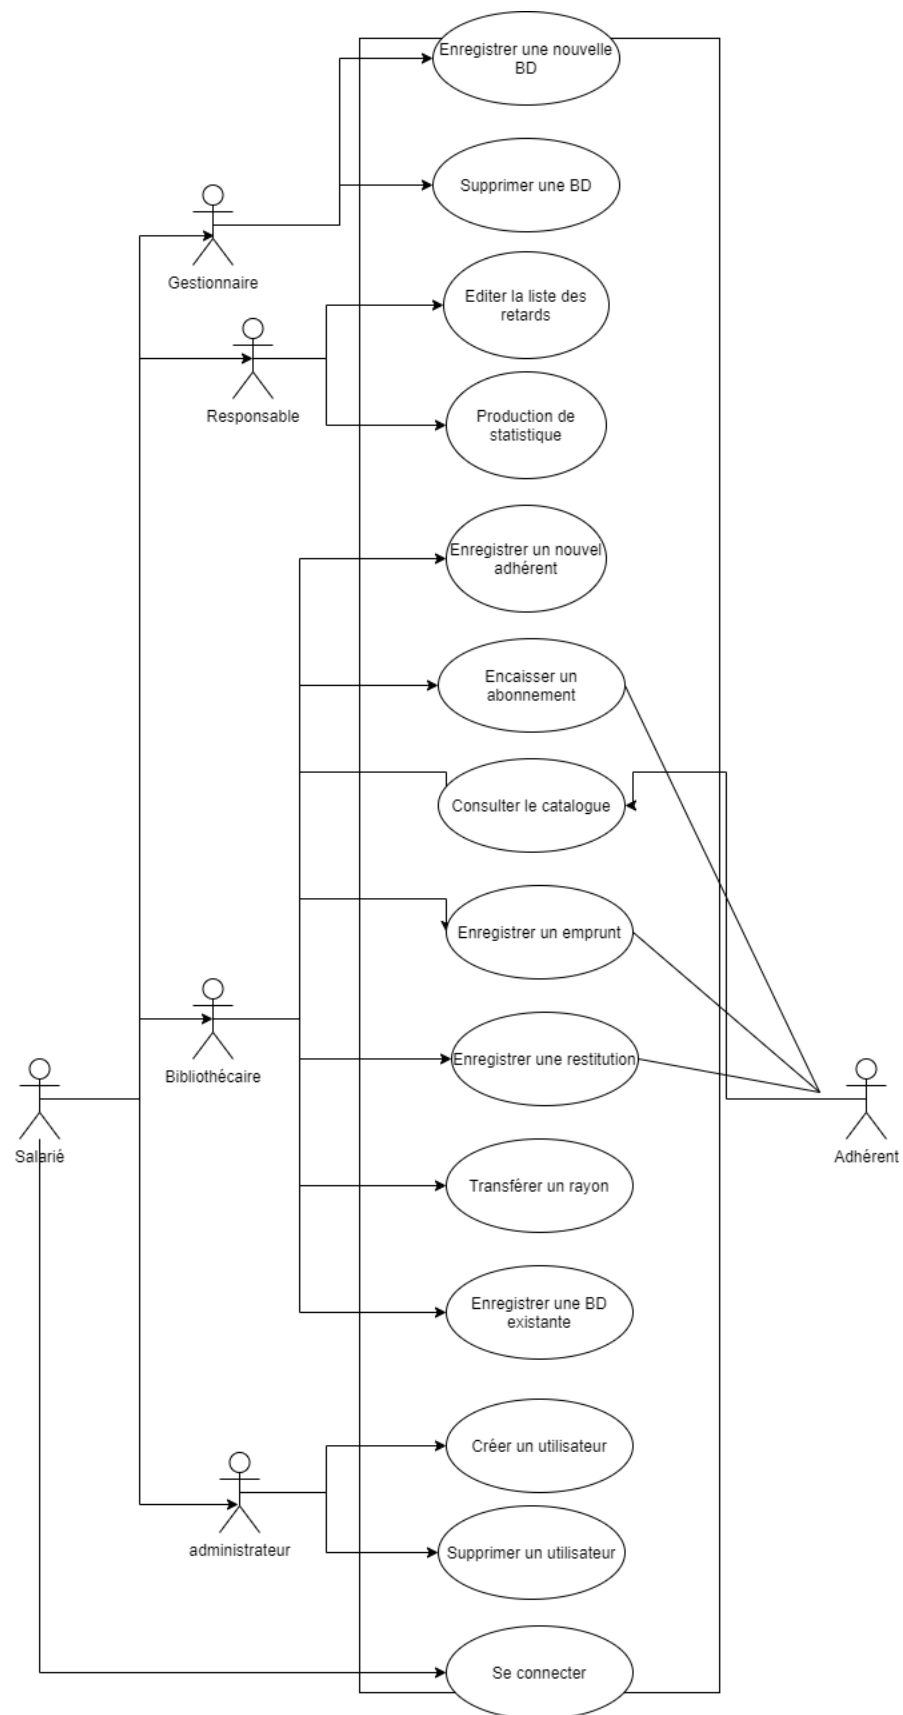 Enregistrer une nouvelle
BD
Supprimer une BD
Gestionnaire
Editer la liste des
retards
Responsable
Production de
statistique
Enregistrer un nouvel
adhérent
Encaisser un
abonnement
Consulter le catalogue
Enregistrer un emprunt
Enregistrer une restitution
Bibliothécaire
Salarié
Adhérent
Transférer un rayon
Enregistrer une BD
existante
Créer un utilisateur
administrateur
Supprimer un utilisateur
Se connecter